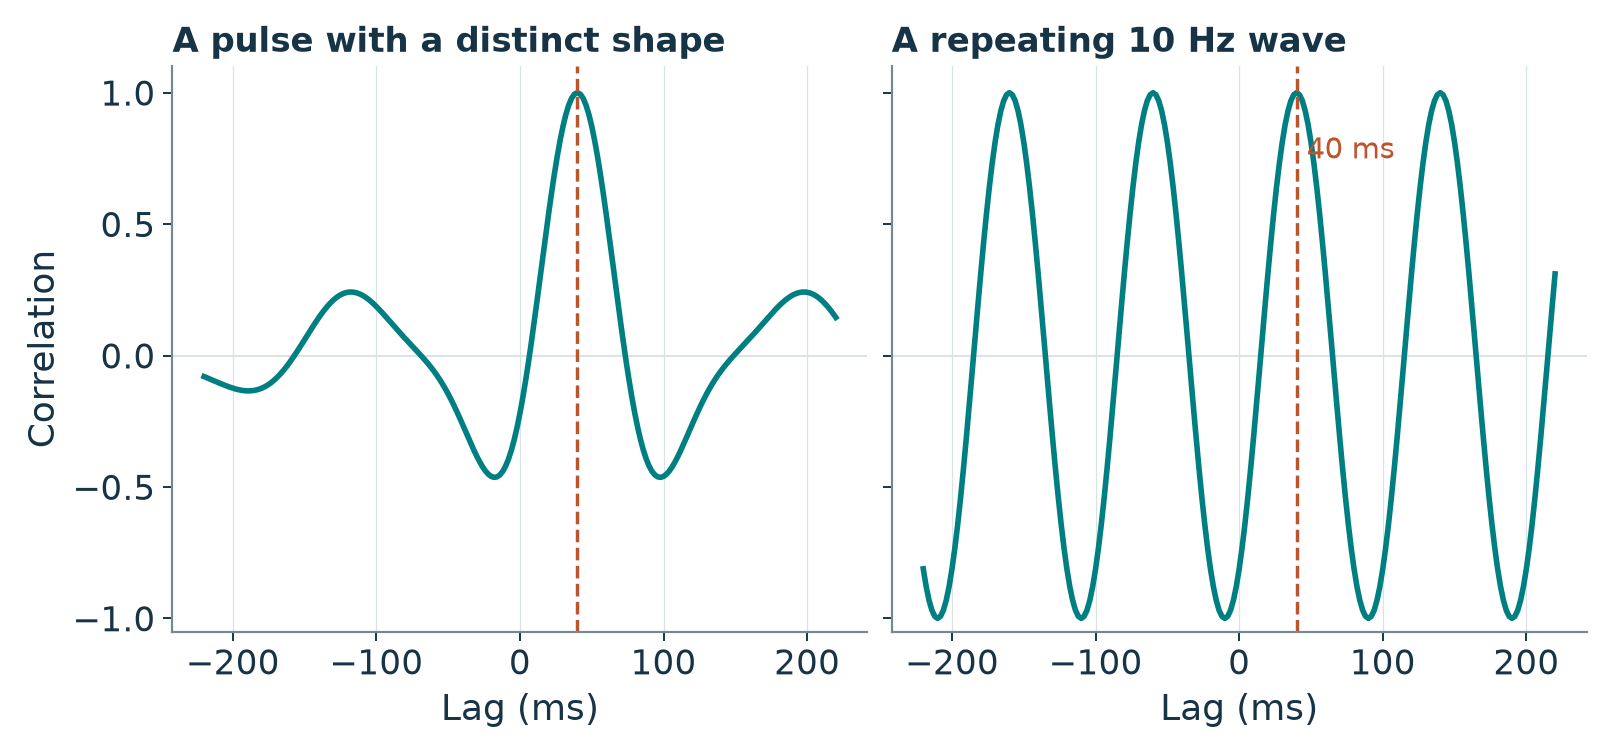 A pulse with a distinct shape
A repeating 10 Hz wave
1.0
0.5
0.0
−0.5
−1.0
Correlation
40 ms
−200 −100 0 100 200
−200 −100 0 100 200
Lag (ms)
Lag (ms)